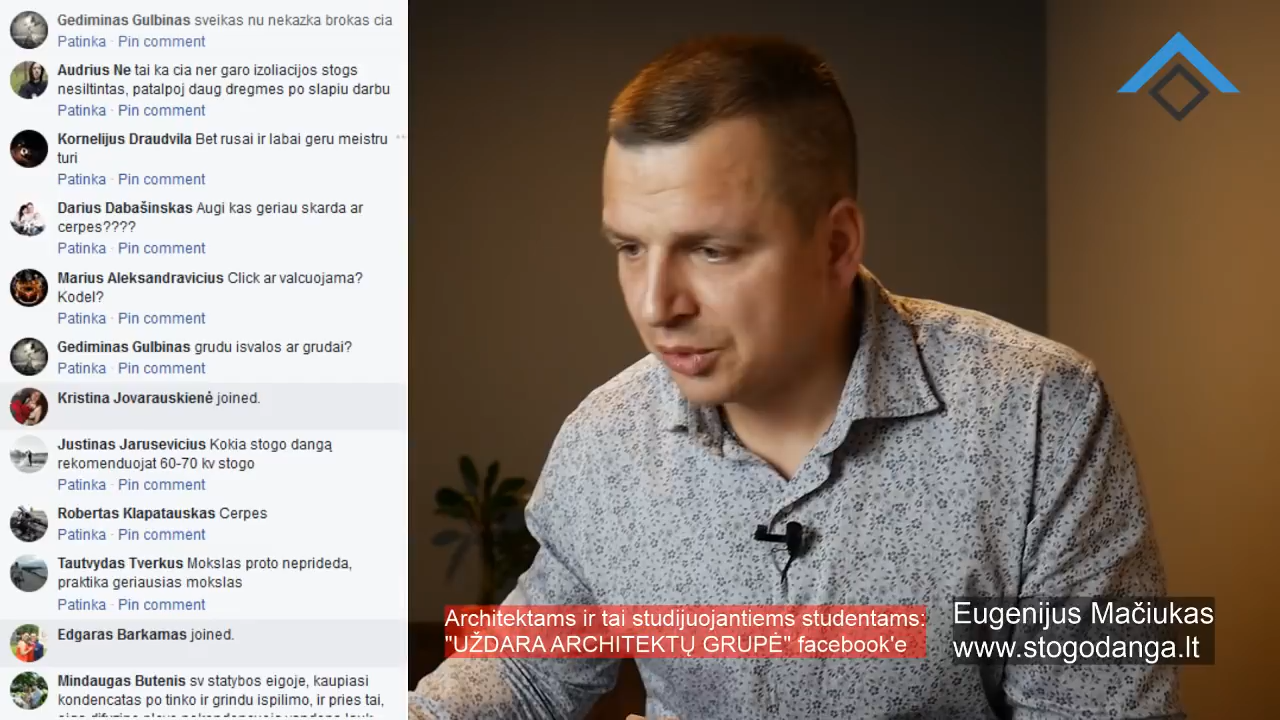 Gediminas Gulbinas sveikas nu nekazka brokas cia
Patinka · Pin comment
Audrius Ne tai ka cia ner garo izoliacijos stogs
nesiltintas, patalpoj daug dregmes po slapiu darbu
Patinka · Pin comment
Kornelijus Draudvila Bet rusai ir labai geru meistru
turi
Patinka · Pin comment
Darius Dabašinskas Augi kas geriau skarda ar
cerpes????
Patinka · Pin comment
Marius Aleksandravicius Click ar valcuojama?
Kodel?
Patinka · Pin comment
Gediminas Gulbinas grudu isvalos ar grudai?
Patinka · Pin comment
Kristina Jovarauskienė joined.
Justinas Jarusevicius Kokia stogo dangą
rekomenduojat 60-70 kv stogo
Patinka · Pin comment
Robertas Klapatauskas Cerpes
Patinka · Pin comment
Tautvydas Tverkus Mokslas proto neprideda,
praktika geriausias mokslas
Patinka · Pin comment
Edgaras Barkamas joined.
Mindaugas Butenis sv statybos eigoje, kaupiasi
kondencatas po tinko ir grindu ispilimo, ir pries tai,
Architektams ir tai studijuojantiems studentams:
"UŽDARA ARCHITEKTŲ GRUPĖ" facebook'e
Eugenijus Mačiukas
www.stogodanga.lt